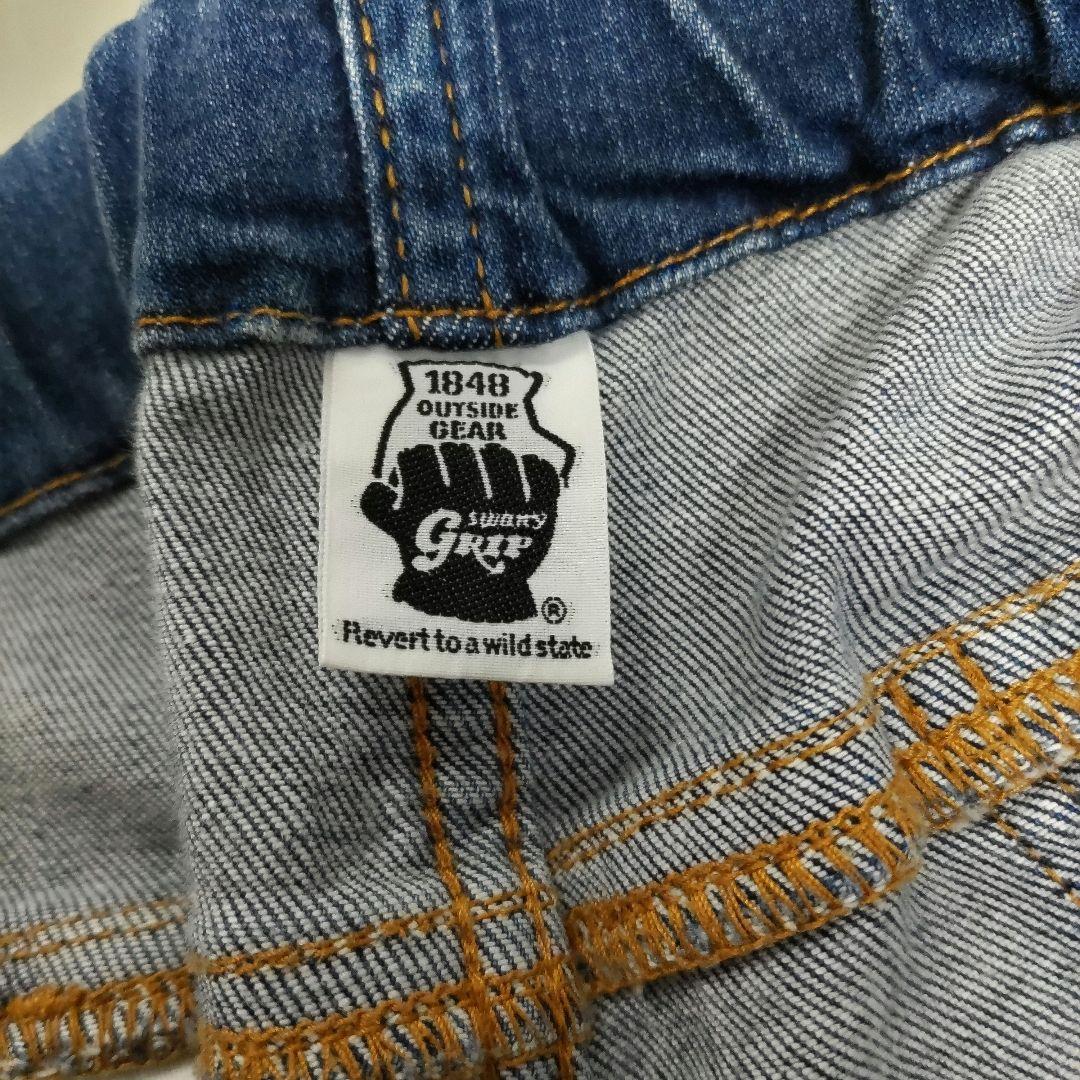 1848
OUTSIDE
GEAR
SWANY
GRIP
®
Revert to a wild state